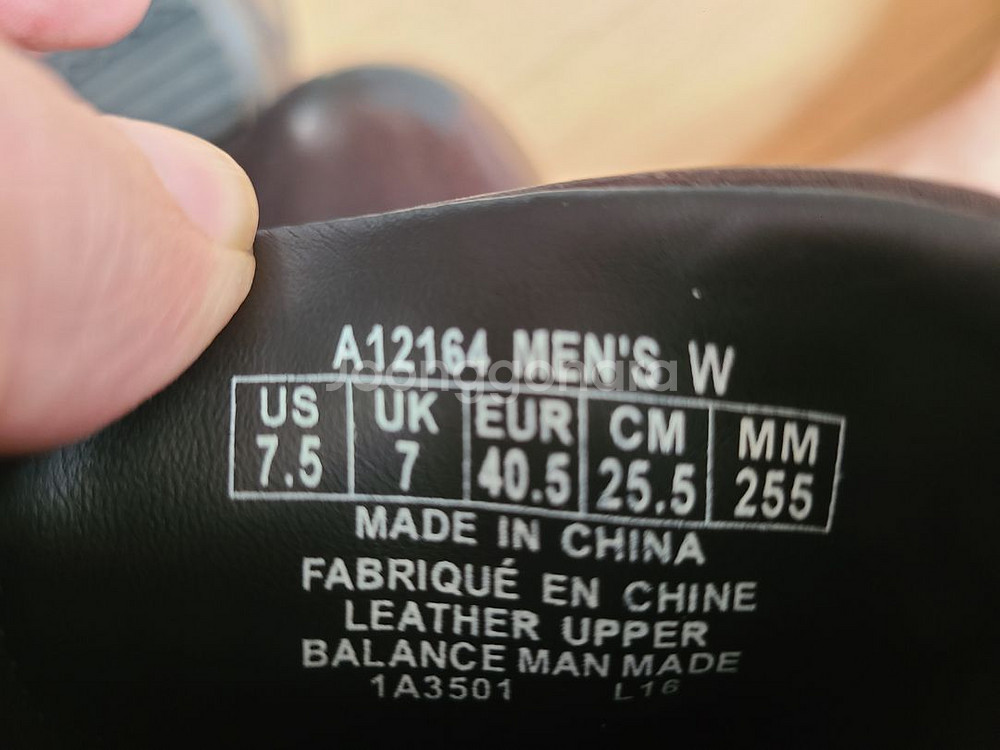 A12164 MEN'S W
Joonggonara
US UK EUR CM MM
7.5 7 40.5 25.5 255
MADE IN CHINA
FABRIQUÉ EN CHINE
LEATHER UPPER
BALANCE MAN MADE
1A3501 L16